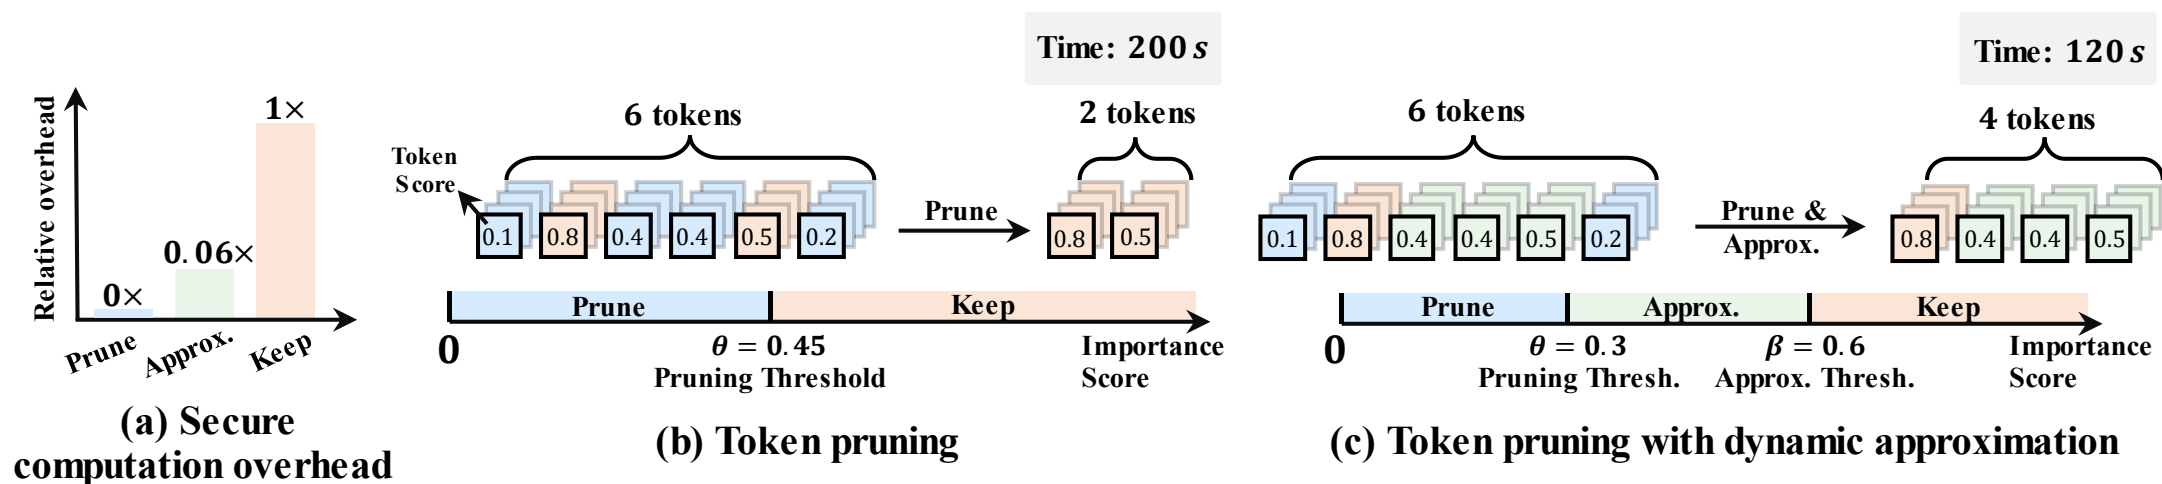 Relative overhead
0×
0.06×
1×
Prune
Approx.
Keep
(a) Secure
computation overhead
Time: 200 s
6 tokens
2 tokens
Token
Score
0.1 0.8 0.4 0.4 0.5 0.2
Prune
0.8 0.5
Prune
Keep
0
θ = 0.45
Pruning Threshold
Importance
Score
(b) Token pruning
Time: 120 s
6 tokens
4 tokens
0.1 0.8 0.4 0.4 0.5 0.2
Prune &
Approx.
0.8 0.4 0.4 0.5
Prune
Approx.
Keep
0
θ = 0.3
Pruning Thresh.
β = 0.6
Approx. Thresh.
Importance
Score
(c) Token pruning with dynamic approximation